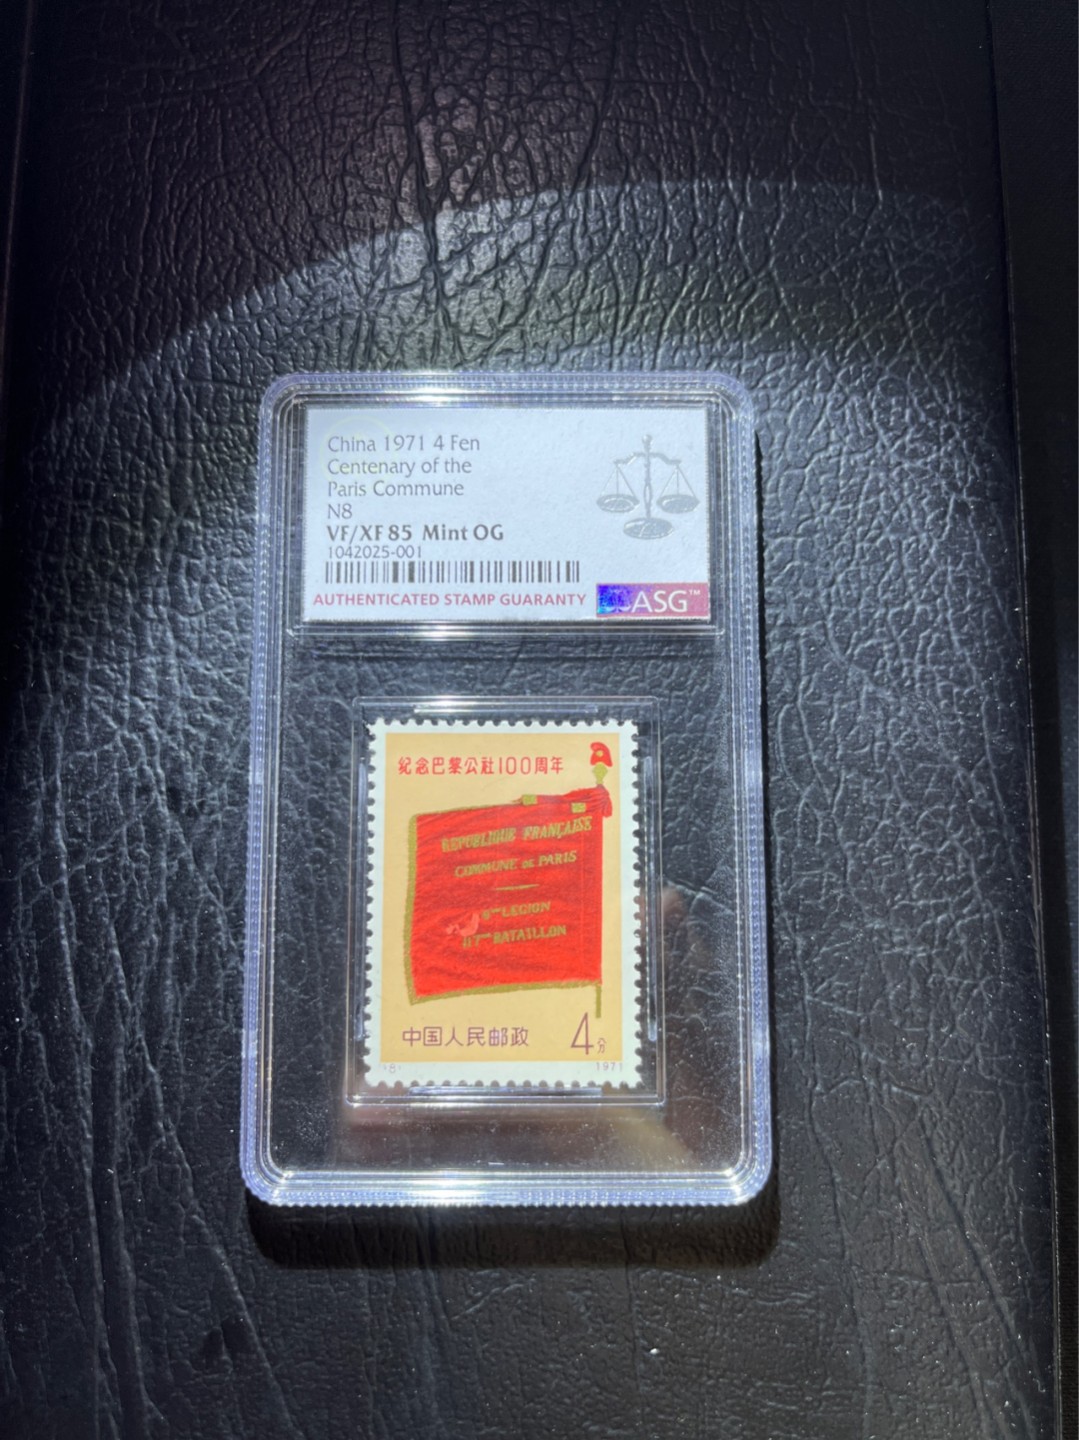 China 1971 4 Fen
Centenary of the
Paris Commune
N8
VF/XF 85 Mint OG
1042025-001
AUTHENTICATED STAMP GUARANTY
ASG™
纪念巴黎公社100周年
REPUBLIQUE FRANÇAISE
COMMUNE DE PARIS
LEGION
BATAILLON
中国人民邮政
4分
(8)
1971